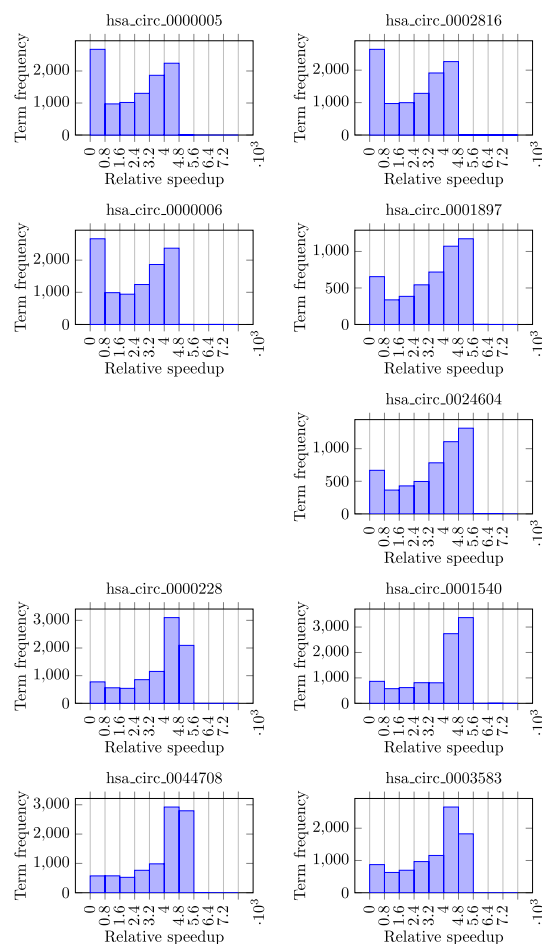 hsa_circ_0000005
Term frequency
2,000
1,000
0
0 0.8 1.6 2.4 3.2 4 4.8 5.6 6.4 7.2
·10³
Relative speedup
hsa_circ_0002816
Term frequency
2,000
1,000
0
0 0.8 1.6 2.4 3.2 4 4.8 5.6 6.4 7.2
·10³
Relative speedup
hsa_circ_0000006
Term frequency
2,000
1,000
0
0 0.8 1.6 2.4 3.2 4 4.8 5.6 6.4 7.2
·10³
Relative speedup
hsa_circ_0001897
Term frequency
1,000
500
0
0 0.8 1.6 2.4 3.2 4 4.8 5.6 6.4 7.2
·10³
Relative speedup
hsa_circ_0024604
Term frequency
1,000
500
0
0 0.8 1.6 2.4 3.2 4 4.8 5.6 6.4 7.2
·10³
Relative speedup
hsa_circ_0000228
Term frequency
3,000
2,000
1,000
0
0 0.8 1.6 2.4 3.2 4 4.8 5.6 6.4 7.2
·10³
Relative speedup
hsa_circ_0001540
Term frequency
3,000
2,000
1,000
0
0 0.8 1.6 2.4 3.2 4 4.8 5.6 6.4 7.2
·10³
Relative speedup
hsa_circ_0044708
Term frequency
3,000
2,000
1,000
0
0 0.8 1.6 2.4 3.2 4 4.8 5.6 6.4 7.2
·10³
Relative speedup
hsa_circ_0003583
Term frequency
2,000
1,000
0
0 0.8 1.6 2.4 3.2 4 4.8 5.6 6.4 7.2
·10³
Relative speedup